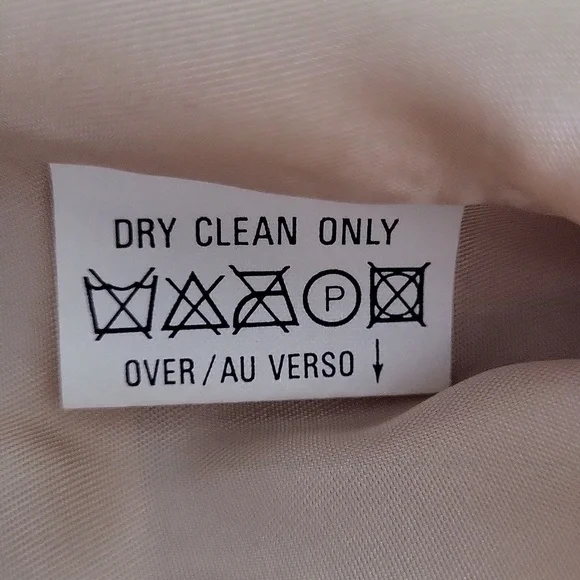 DRY CLEAN ONLY
P
OVER/AU VERSO ↓